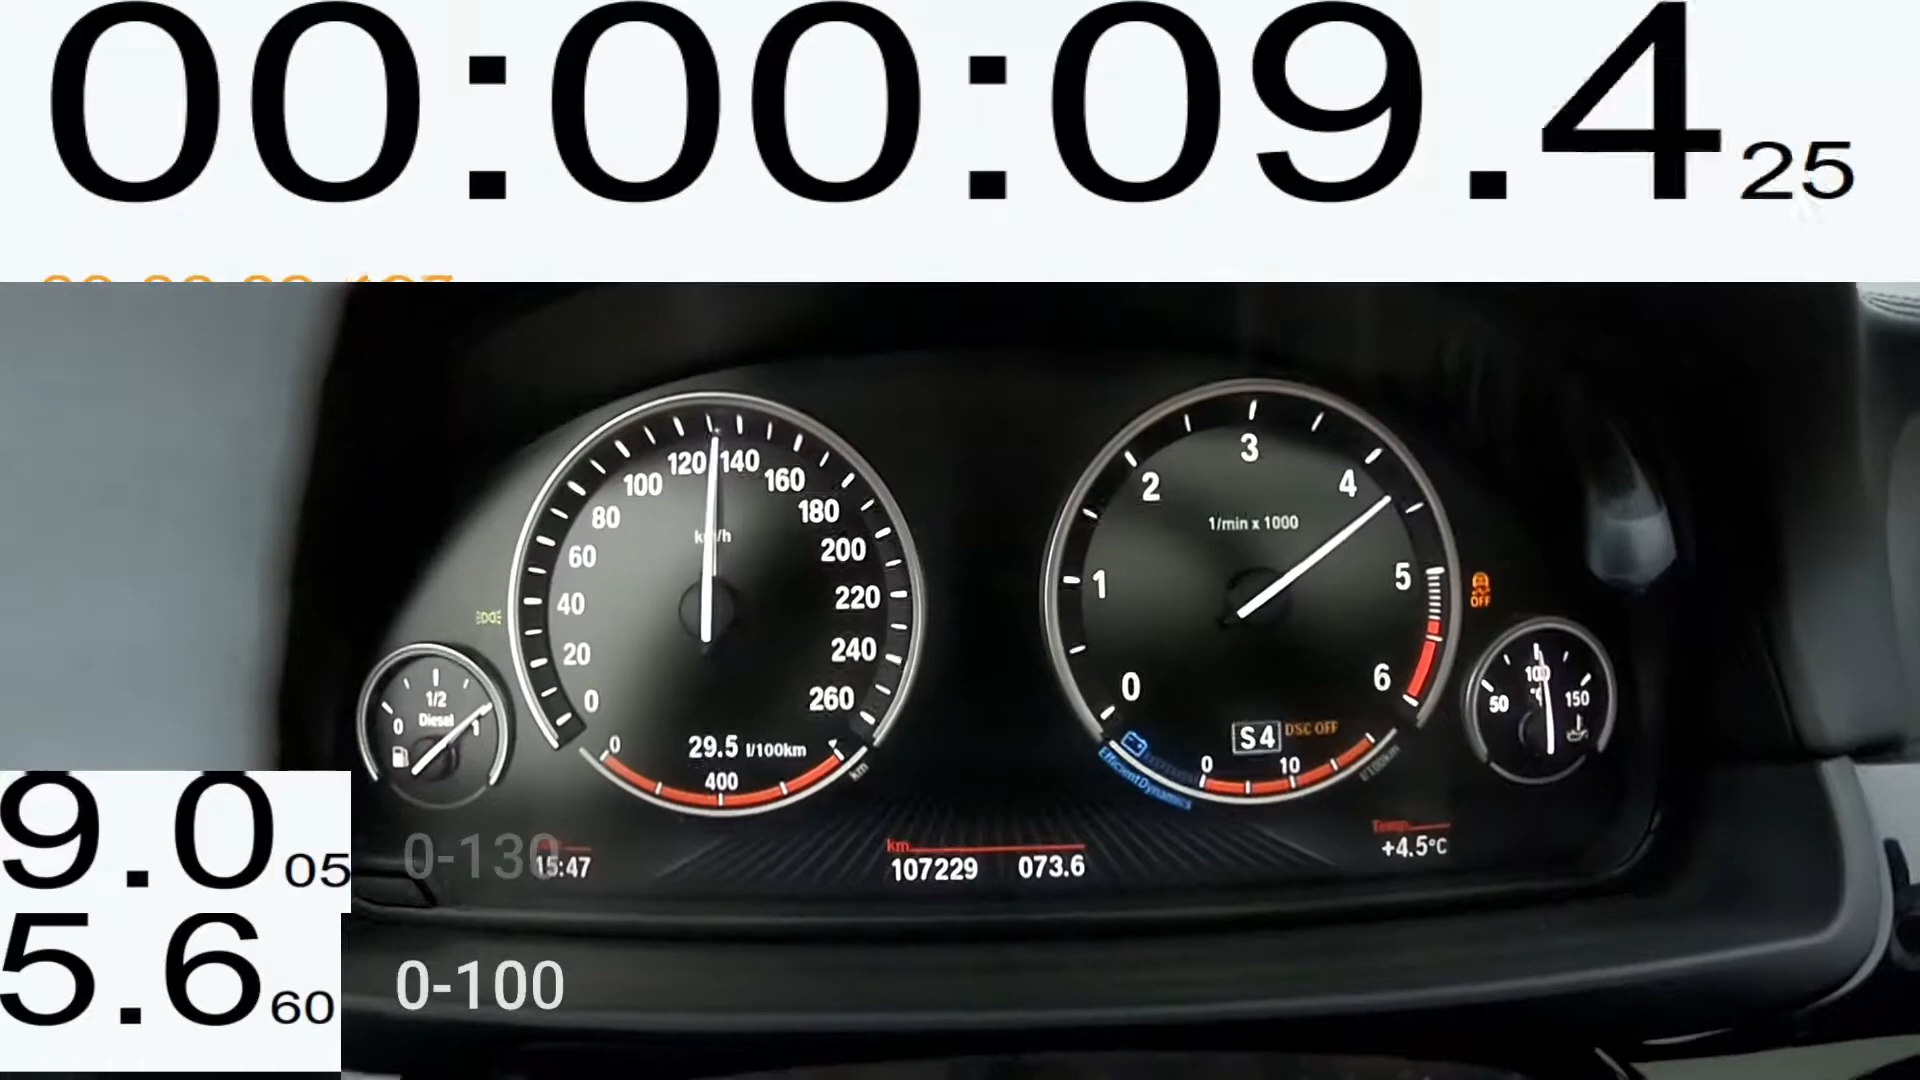 00:00:09.425
120 140
100 160
80 180
60 200
40 220
20 240
0 260
km/h
29.5 l/100km
0
400
km
3
2 4
1/min x 1000
1 5
0 6
S4 DSC OFF
0 10
l/100km
EfficientDynamics
OFF
1/2
0 1
Diesel
100
50 150
°C
9.005 0-130
15:47
km
107229 073.6
Temp
+4.5°C
5.660 0-100